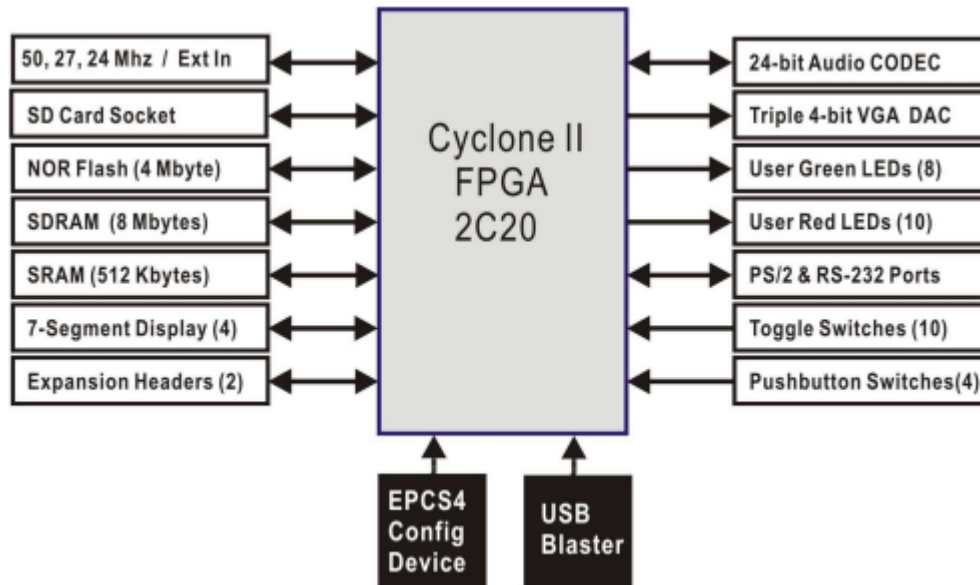 50, 27, 24 Mhz / Ext In
SD Card Socket
NOR Flash (4 Mbyte)
SDRAM (8 Mbytes)
SRAM (512 Kbytes)
7-Segment Display (4)
Expansion Headers (2)
Cyclone II
FPGA
2C20
24-bit Audio CODEC
Triple 4-bit VGA DAC
User Green LEDs (8)
User Red LEDs (10)
PS/2 & RS-232 Ports
Toggle Switches (10)
Pushbutton Switches(4)
EPCS4
Config
Device
USB
Blaster